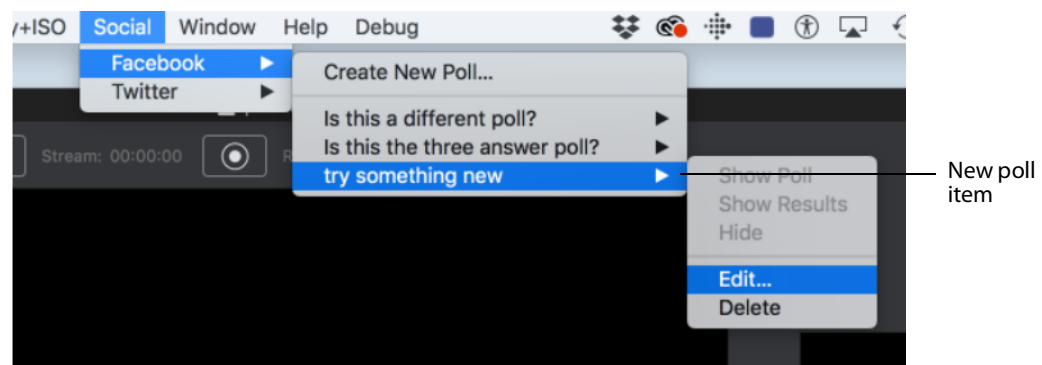 y+ISO Social Window Help Debug
Facebook
Twitter
Create New Poll...
Is this a different poll?
Is this the three answer poll?
try something new
Stream: 00:00:00
R
Show Poll
Show Results
Hide
Edit...
Delete
New poll
item